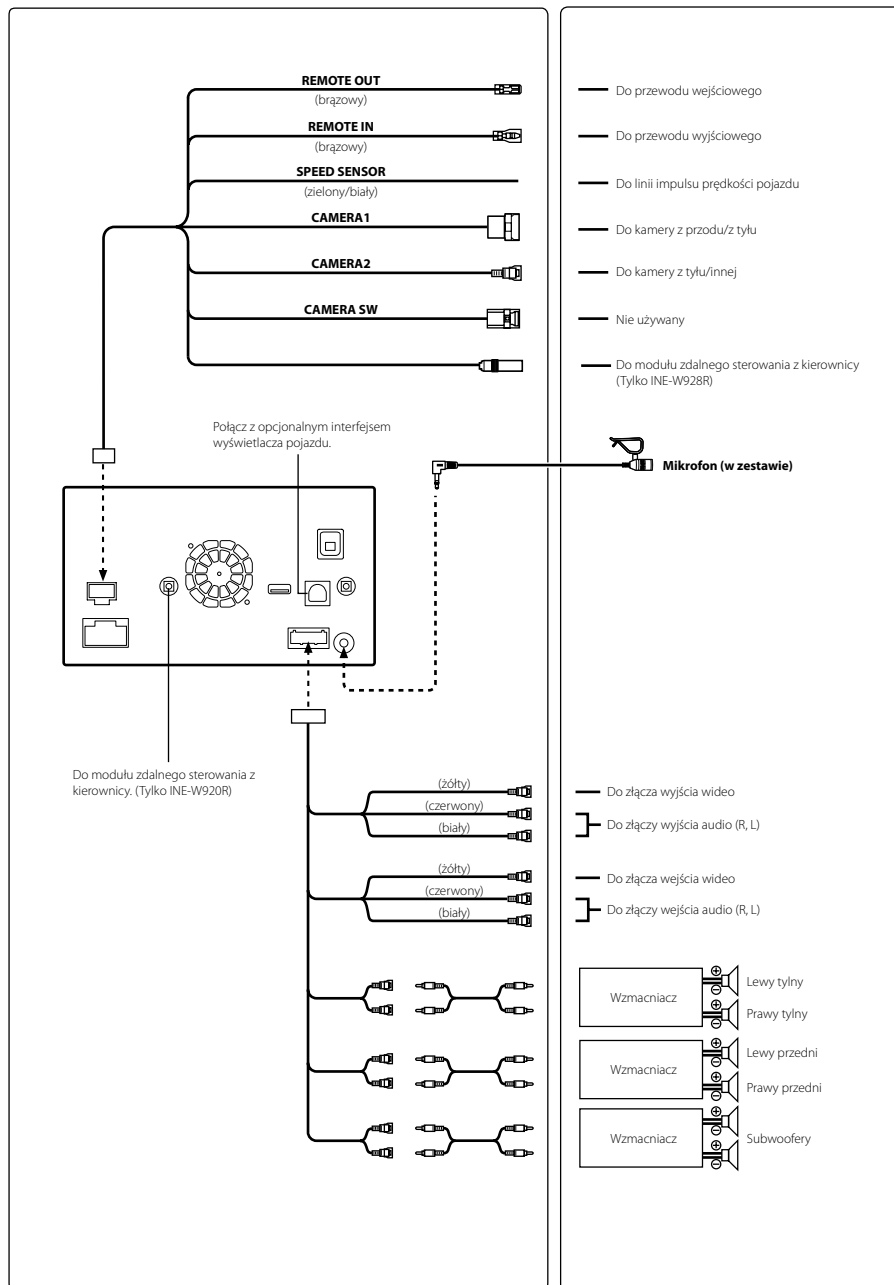 REMOTE OUT
(brązowy)
Do przewodu wejściowego
REMOTE IN
(brązowy)
Do przewodu wyjściowego
SPEED SENSOR
(zielony/biały)
Do linii impulsu prędkości pojazdu
CAMERA1
Do kamery z przodu/z tyłu
CAMERA2
Do kamery z tyłu/innej
CAMERA SW
Nie używany
Do modułu zdalnego sterowania z kierownicy
(Tylko INE-W928R)
Połącz z opcjonalnym interfejsem
wyświetlacza pojazdu.
Mikrofon (w zestawie)
Do modułu zdalnego sterowania z
kierownicy. (Tylko INE-W920R)
(żółty)
Do złącza wyjścia wideo
(czerwony)
Do złączy wyjścia audio (R, L)
(biały)
(żółty)
Do złącza wejścia wideo
(czerwony)
Do złączy wejścia audio (R, L)
(biały)
Wzmacniacz
Lewy tylny
Prawy tylny
Wzmacniacz
Lewy przedni
Prawy przedni
Wzmacniacz
Subwoofery